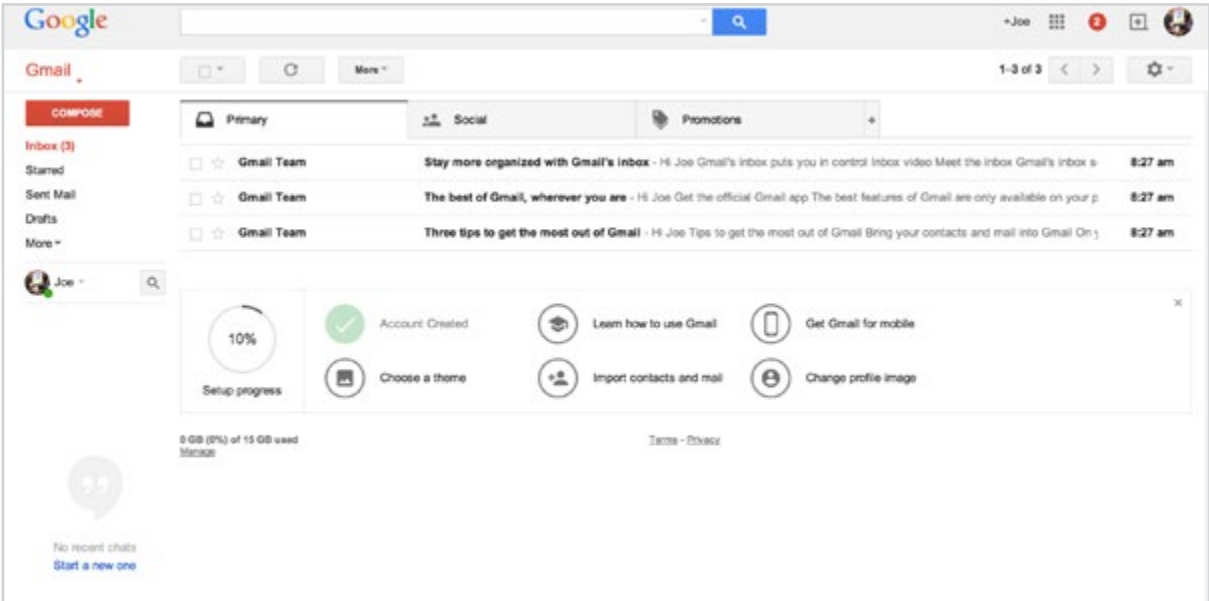 Google
+Joe 2
Gmail More 1-3 of 3
COMPOSE
Primary Social Promotions +
Inbox (3)
Starred
Sent Mail
Drafts
More
Joe
Gmail Team Stay more organized with Gmail's inbox - Hi Joe Gmail's inbox puts you in control Inbox video Meet the inbox Gmail's inbox s 8:27 am
Gmail Team The best of Gmail, wherever you are - Hi Joe Get the official Gmail app The best features of Gmail are only available on your p 8:27 am
Gmail Team Three tips to get the most out of Gmail - Hi Joe Tips to get the most out of Gmail Bring your contacts and mail into Gmail On 8:27 am
10%
Setup progress
Account Created Learn how to use Gmail Get Gmail for mobile
Choose a theme Import contacts and mail Change profile image
0 GB (0%) of 15 GB used
Manage
Terms - Privacy
No recent chats
Start a new one